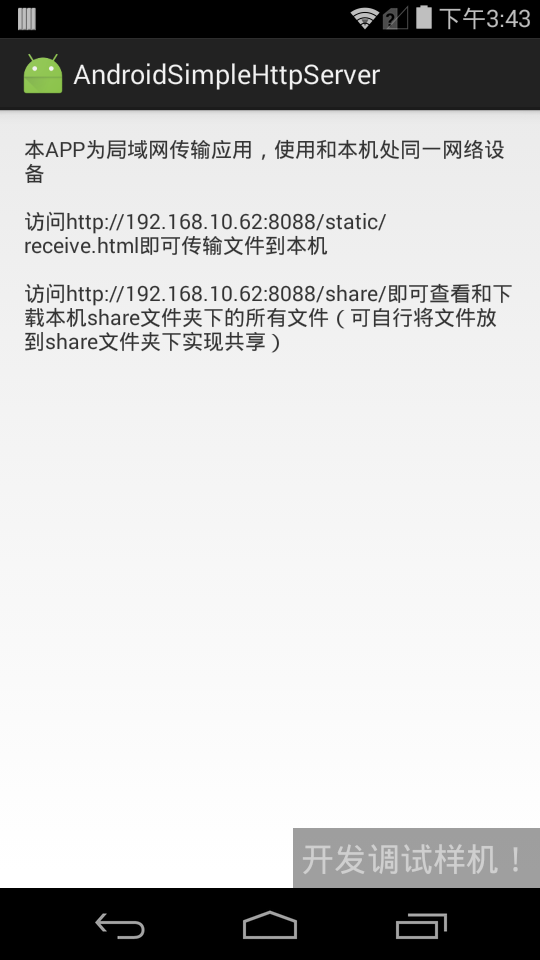 下午3:43
AndroidSimpleHttpServer
本APP为局域网传输应用，使用和本机处同一网络设
备
访问http://192.168.10.62:8088/static/
receive.html即可传输文件到本机
访问http://192.168.10.62:8088/share/即可查看和下
载本机share文件夹下的所有文件（可自行将文件放
到share文件夹下实现共享）
开发调试样机！